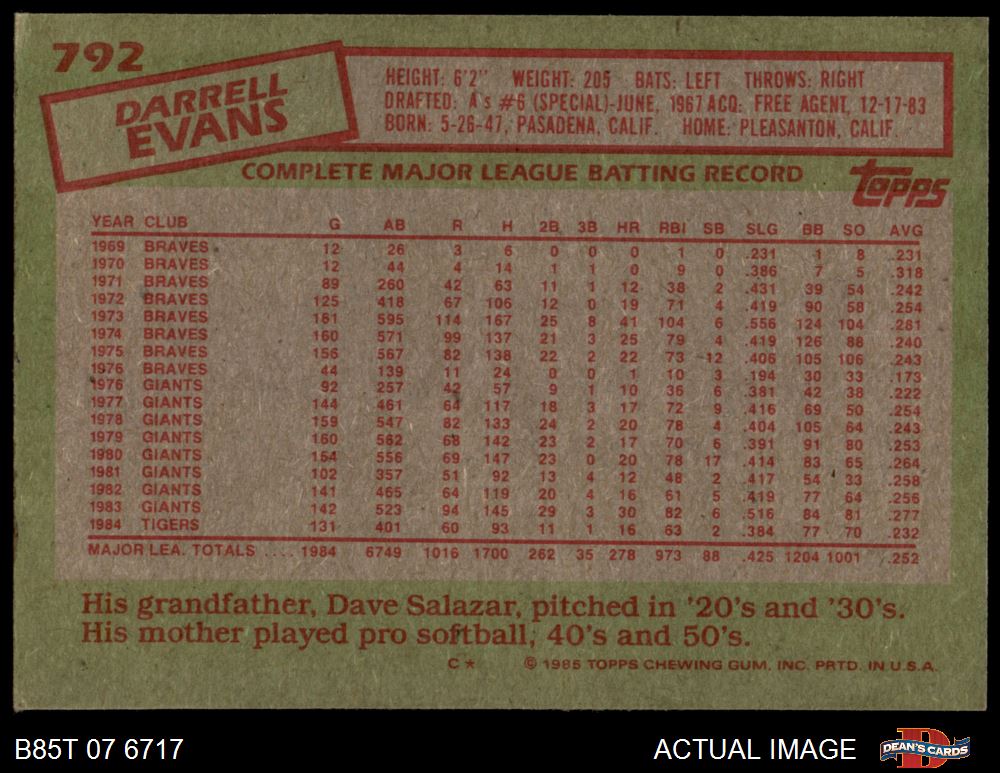 792
DARRELL
EVANS
HEIGHT: 6'2" WEIGHT: 205 BATS: LEFT THROWS: RIGHT
DRAFTED: A's #6 (SPECIAL)-JUNE, 1967 ACQ: FREE AGENT, 12-17-83
BORN: 5-26-47, PASADENA, CALIF. HOME: PLEASANTON, CALIF.
COMPLETE MAJOR LEAGUE BATTING RECORD
topps
YEAR CLUB G AB R H 2B 3B HR RBI SB SLG BB SO AVG
1969 BRAVES 12 26 3 6 0 0 0 1 0 .231 1 8 .231
1970 BRAVES 12 44 4 14 1 1 0 9 0 .386 7 5 .318
1971 BRAVES 89 260 42 63 11 1 12 38 2 .431 39 54 .242
1972 BRAVES 125 418 67 106 12 0 19 71 4 .419 90 58 .254
1973 BRAVES 161 595 114 167 25 8 41 104 6 .556 124 104 .281
1974 BRAVES 160 571 99 137 21 3 25 79 4 .419 126 88 .240
1975 BRAVES 156 567 82 138 22 2 22 73 12 .406 105 106 .243
1976 BRAVES 44 139 11 24 0 0 1 10 3 .194 30 33 .173
1976 GIANTS 92 257 42 57 9 1 10 36 6 .381 42 38 .222
1977 GIANTS 144 461 64 117 18 3 17 72 9 .416 69 50 .254
1978 GIANTS 159 547 82 133 24 2 20 78 4 .404 105 64 .243
1979 GIANTS 160 562 68 142 23 2 17 70 6 .391 91 80 .253
1980 GIANTS 154 556 69 147 23 0 20 78 17 .414 83 65 .264
1981 GIANTS 102 357 51 92 13 4 12 48 2 .417 54 33 .258
1982 GIANTS 141 465 64 119 20 4 16 61 5 .419 77 64 .256
1983 GIANTS 142 523 94 145 29 3 30 82 6 .516 84 81 .277
1984 TIGERS 131 401 60 93 11 1 16 63 2 .384 77 70 .232
MAJOR LEA. TOTALS .... 1984 6749 1016 1700 262 35 278 973 88 .425 1204 1001 .252
His grandfather, Dave Salazar, pitched in '20's and '30's.
His mother played pro softball, 40's and 50's.
C* © 1985 TOPPS CHEWING GUM, INC. PRTD. IN U.S.A.
B85T 07 6717 ACTUAL IMAGE DEAN'S CARDS